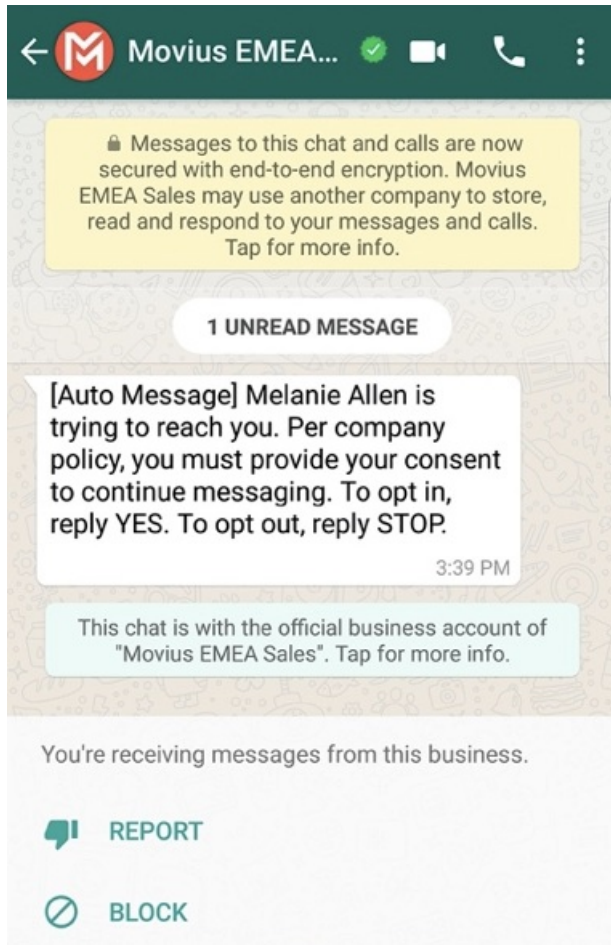 Movius EMEA...
Messages to this chat and calls are now
secured with end-to-end encryption. Movius
EMEA Sales may use another company to store,
read and respond to your messages and calls.
Tap for more info.
1 UNREAD MESSAGE
[Auto Message] Melanie Allen is
trying to reach you. Per company
policy, you must provide your consent
to continue messaging. To opt in,
reply YES. To opt out, reply STOP.
3:39 PM
This chat is with the official business account of
"Movius EMEA Sales". Tap for more info.
You're receiving messages from this business.
REPORT
BLOCK